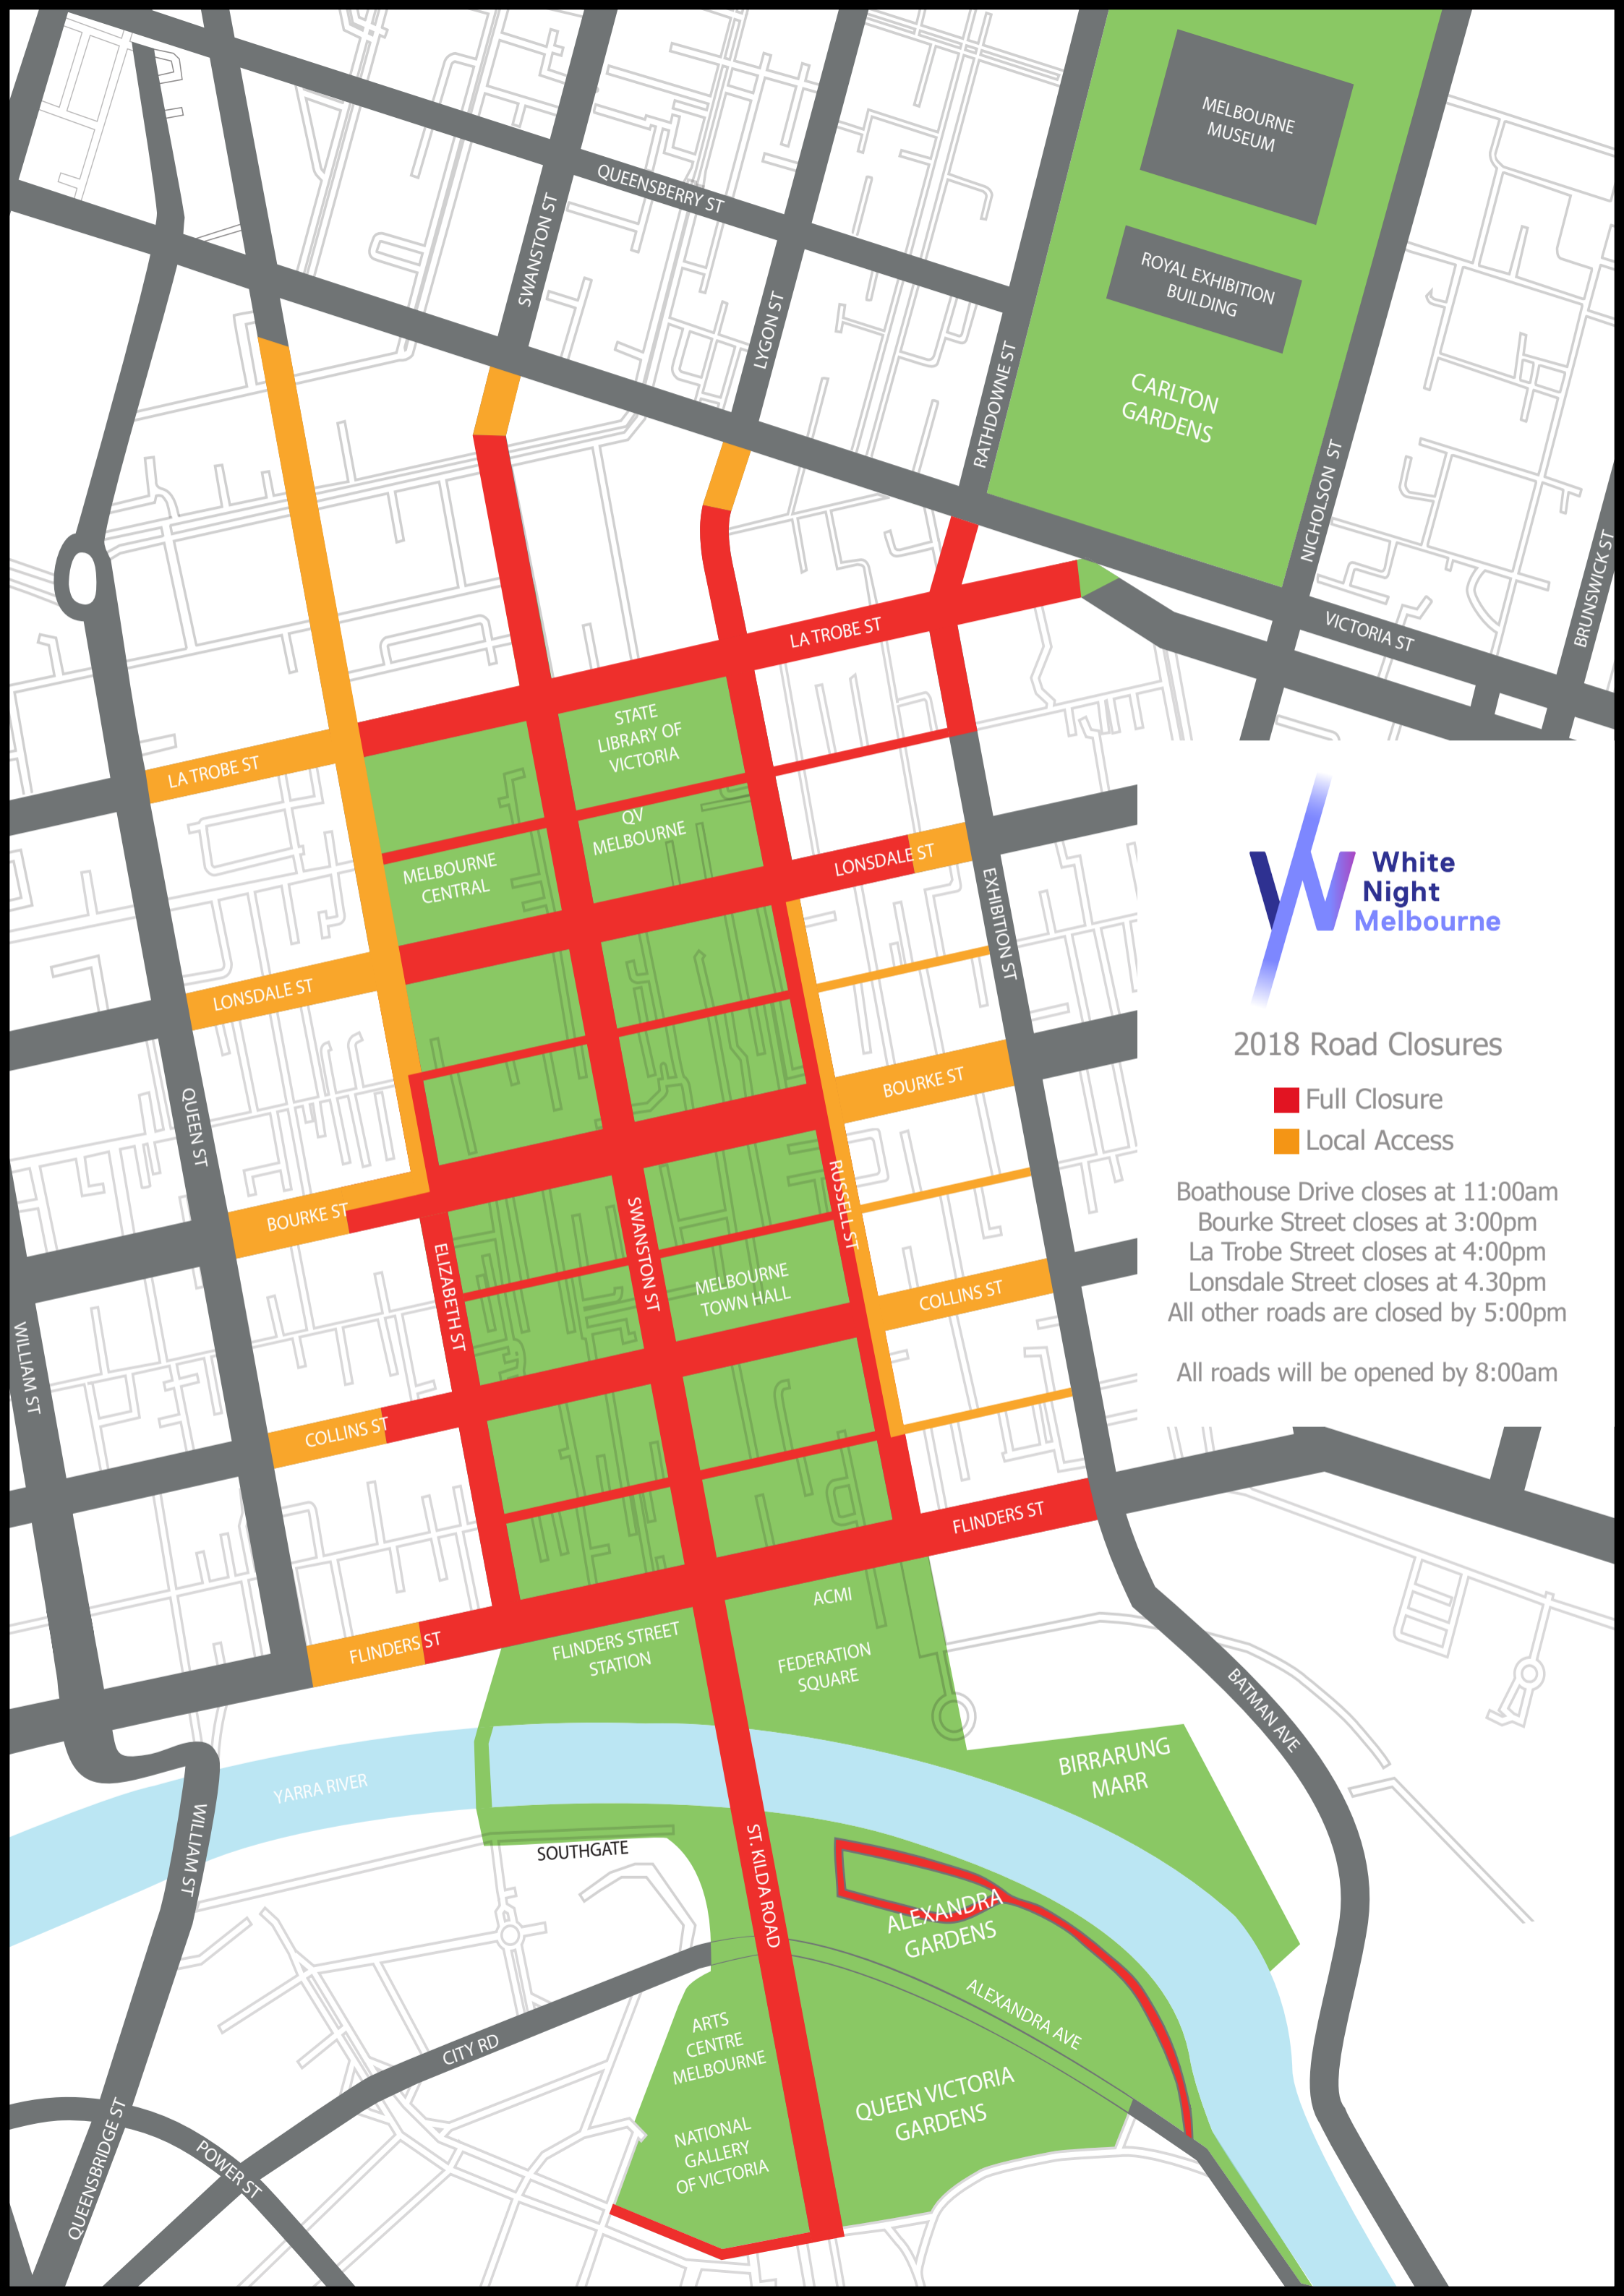 MELBOURNE
MUSEUM
QUEENSBERRY ST
SWANSTON ST
LYGON ST
ROYAL EXHIBITION
BUILDING
RATHDOWNE ST
CARLTON
GARDENS
NICHOLSON ST
BRUNSWICK ST
VICTORIA ST
LA TROBE ST
STATE
LIBRARY OF
VICTORIA
LA TROBE ST
QV
MELBOURNE
MELBOURNE
CENTRAL
LONSDALE ST
EXHIBITION ST
LONSDALE ST
White
Night
Melbourne
2018 Road Closures
Full Closure
Local Access
Boathouse Drive closes at 11:00am
Bourke Street closes at 3:00pm
La Trobe Street closes at 4:00pm
Lonsdale Street closes at 4.30pm
All other roads are closed by 5:00pm
All roads will be opened by 8:00am
QUEEN ST
BOURKE ST
BOURKE ST
RUSSELL ST
SWANSTON ST
ELIZABETH ST
MELBOURNE
TOWN HALL
COLLINS ST
WILLIAM ST
COLLINS ST
FLINDERS ST
FLINDERS ST
FLINDERS STREET
STATION
ACMI
FEDERATION
SQUARE
BATMAN AVE
BIRRARUNG
MARR
YARRA RIVER
WILLIAM ST
SOUTHGATE
ST. KILDA ROAD
ALEXANDRA
GARDENS
ALEXANDRA AVE
ARTS
CENTRE
MELBOURNE
CITY RD
QUEEN VICTORIA
GARDENS
NATIONAL
GALLERY
OF VICTORIA
QUEENSBRIDGE ST
POWER ST